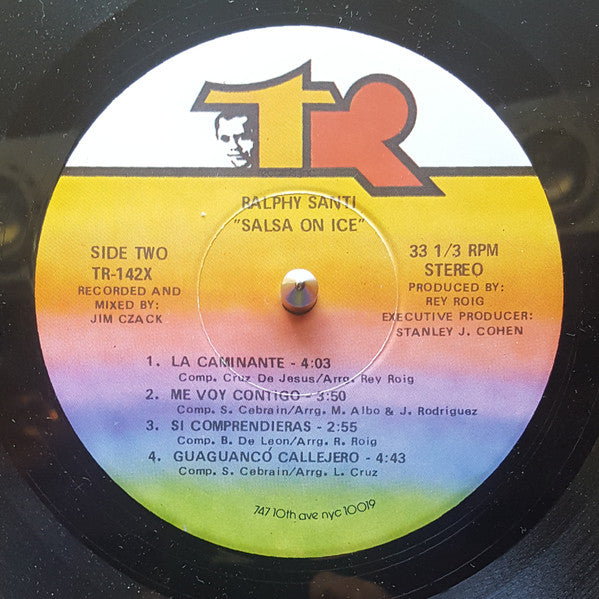 TR
RALPHY SANTI
"SALSA ON ICE"
SIDE TWO
TR-142X
RECORDED AND
MIXED BY:
JIM CZACK
33 1/3 RPM
STEREO
PRODUCED BY:
REY ROIG
EXECUTIVE PRODUCER:
STANLEY J. COHEN
1. LA CAMINANTE - 4:03
Comp. Cruz De Jesus/Arrg. Rey Roig
2. ME VOY CONTIGO - 3:50
Comp. S. Cebrain/Arrg. M. Albo & J. Rodríguez
3. SI COMPRENDIERAS - 2:55
Comp. B. De Leon/Arrg. R. Roig
4. GUAGUANCÓ CALLEJERO - 4:43
Comp. S. Cebrain/Arrg. L. Cruz
747 10th ave nyc 10019